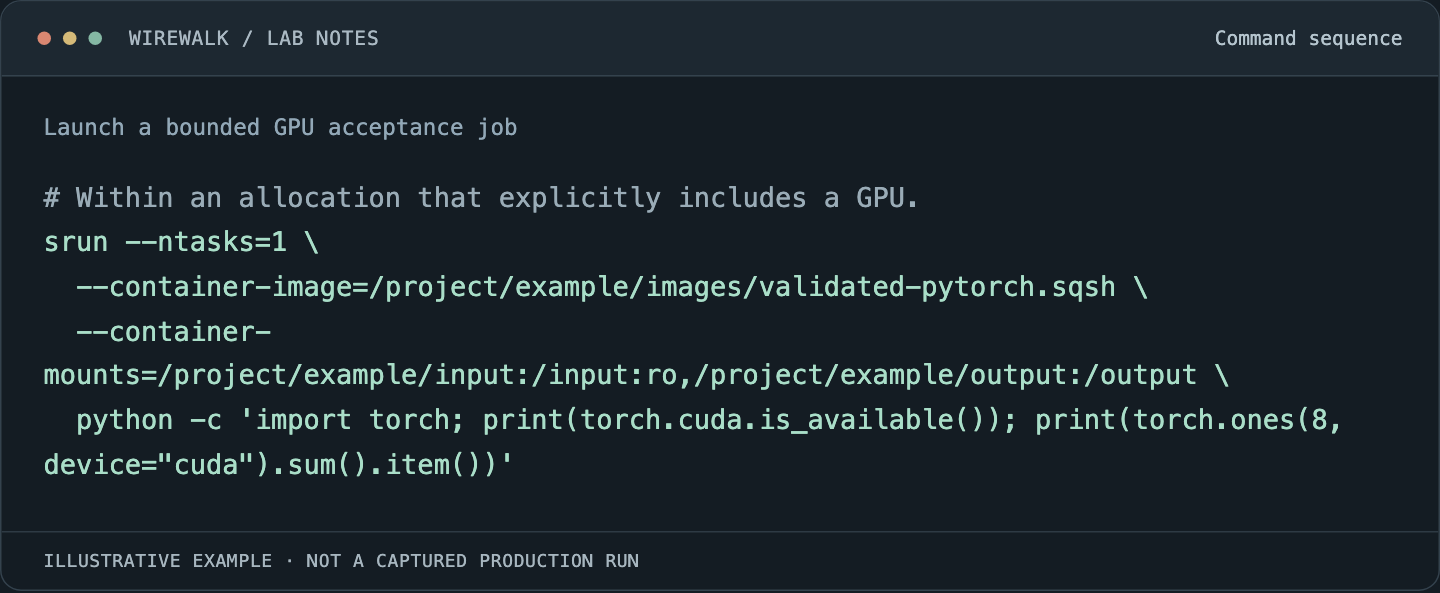 WIREWALK / LAB NOTES
Command sequence
Launch a bounded GPU acceptance job
# Within an allocation that explicitly includes a GPU.
srun --ntasks=1 \
  --container-image=/project/example/images/validated-pytorch.sqsh \
  --container-
mounts=/project/example/input:/input:ro,/project/example/output:/output \
  python -c 'import torch; print(torch.cuda.is_available()); print(torch.ones(8,
device="cuda").sum().item())'
ILLUSTRATIVE EXAMPLE · NOT A CAPTURED PRODUCTION RUN